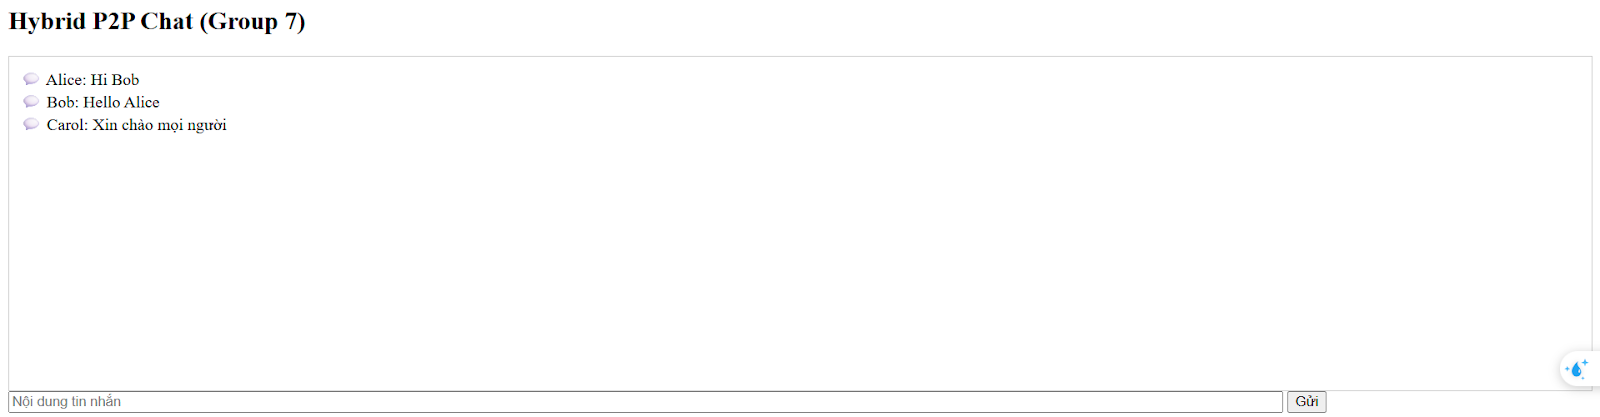 Hybrid P2P Chat (Group 7)
Alice: Hi Bob
Bob: Hello Alice
Carol: Xin chào mọi người
Nội dung tin nhắn
Gửi